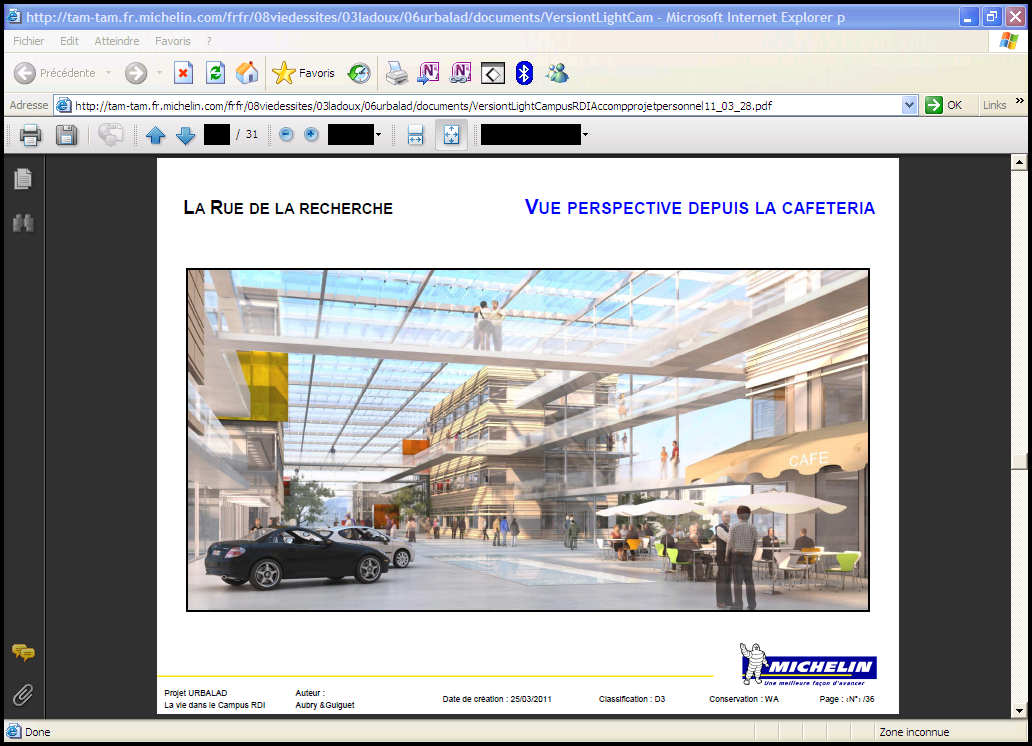 http://tam-tam.fr.michelin.com/frfr/08viedessites/03ladoux/06urbalad/documents/VersiontLightCam - Microsoft Internet Explorer p
Fichier Edit Atteindre Favoris ?
Précédente Favoris
Adresse http://tam-tam.fr.michelin.com/frfr/08viedessites/03ladoux/06urbalad/documents/VersiontLightCampusRDIAccompprojetpersonnel11_03_28.pdf OK Links »
/ 31
LA RUE DE LA RECHERCHE
VUE PERSPECTIVE DEPUIS LA CAFETERIA
CAFE
MICHELIN
Une meilleure façon d'avancer
Projet URBALAD
La vie dans le Campus RDI
Auteur :
Aubry &Guiguet
Date de création : 25/03/2011
Classification : D3
Conservation : WA
Page : ‹N°› /36
Done
Zone inconnue